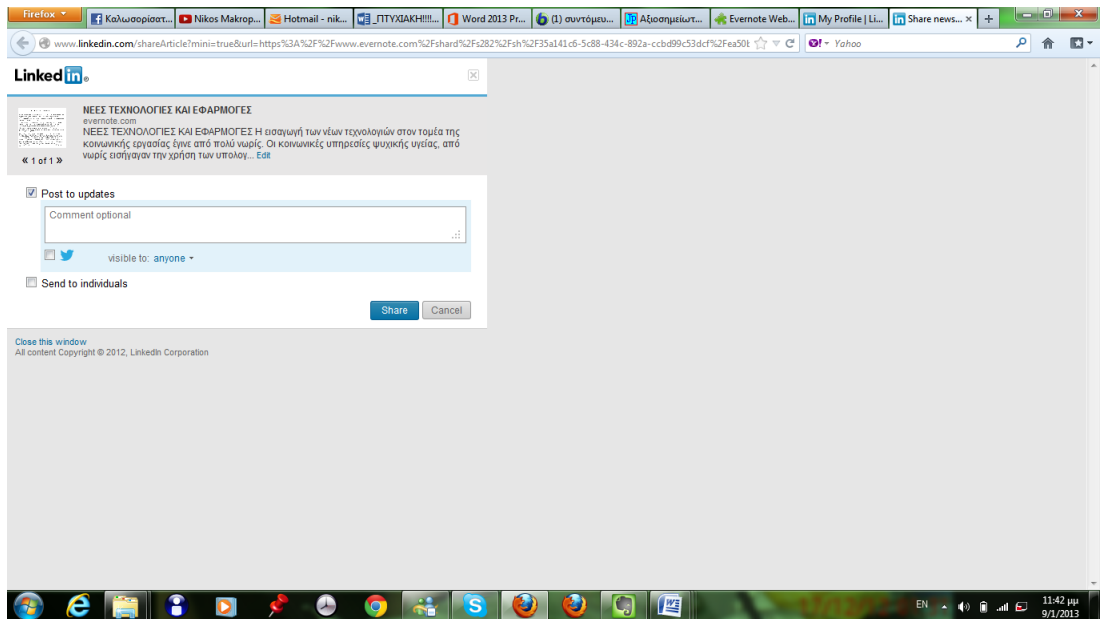 Firefox
Καλωσορίσατ...
Nikos Makrop...
Hotmail - nik...
_ΠΤΥΧΙΑΚΗ!!!!...
Word 2013 Pr...
(1) συντόμευ...
Αξιοσημείωτ...
Evernote Web...
My Profile | Li...
Share news...
www.linkedin.com/shareArticle?mini=true&url=https%3A%2F%2Fwww.evernote.com%2Fshard%2Fs282%2Fsh%2F35a141c6-5c88-434c-892a-ccbd99c53dcf%2Fea50b
Yahoo
Linked in
ΝΕΕΣ ΤΕΧΝΟΛΟΓΙΕΣ ΚΑΙ ΕΦΑΡΜΟΓΕΣ
evernote.com
ΝΕΕΣ ΤΕΧΝΟΛΟΓΙΕΣ ΚΑΙ ΕΦΑΡΜΟΓΕΣ Η εισαγωγή των νέων τεχνολογιών στον τομέα της
κοινωνικής εργασίας έγινε από πολύ νωρίς. Οι κοινωνικές υπηρεσίες ψυχικής υγείας, από
νωρίς εισήγαγαν την χρήση των υπολογ... Edit
« 1 of 1 »
Post to updates
Comment optional
visible to: anyone
Send to individuals
Share
Cancel
Close this window
All content Copyright © 2012, LinkedIn Corporation
EN
11:42 μμ
9/1/2013